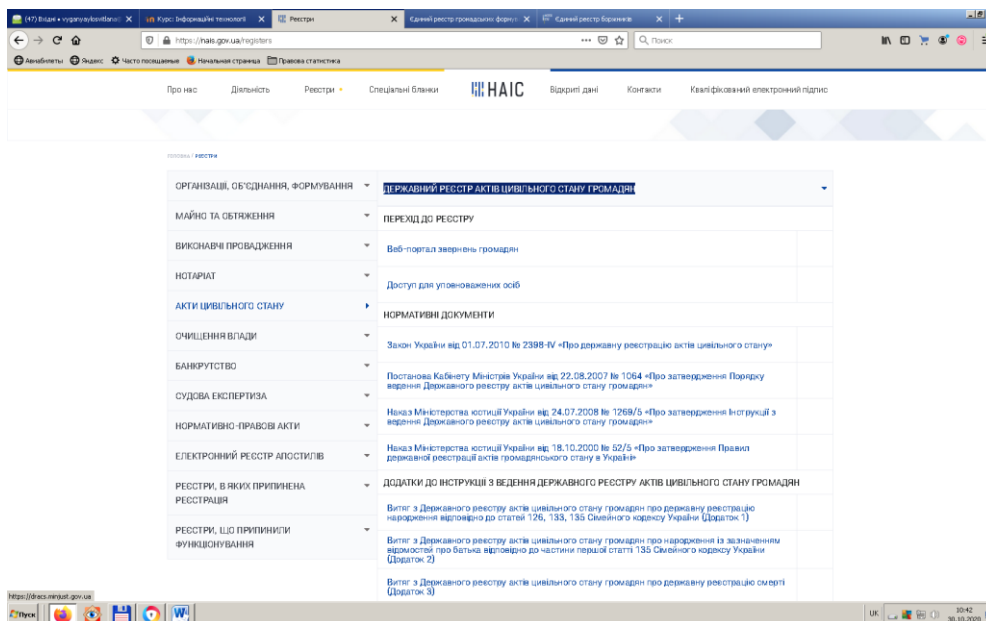 (47) Вхідні • vyganyaylosvitlana
Курс: Інформаційні технології
Реєстри
Єдиний реєстр громадських формув
Єдиний реєстр боржників
https://nais.gov.ua/registers
Поиск
Авиабилеты
Яндекс
Часто посещаемые
Начальная страница
Правова статистика
Про нас
Діяльність
Реєстри
Спеціальні бланки
НАІС
Відкриті дані
Контакти
Кваліфікований електронний підпис
ГОЛОВНА / РЕЄСТРИ
ОРГАНІЗАЦІЇ, ОБ'ЄДНАННЯ, ФОРМУВАННЯ
МАЙНО ТА ОБТЯЖЕННЯ
ВИКОНАВЧІ ПРОВАДЖЕННЯ
НОТАРІАТ
АКТИ ЦИВІЛЬНОГО СТАНУ
ОЧИЩЕННЯ ВЛАДИ
БАНКРУТСТВО
СУДОВА ЕКСПЕРТИЗА
НОРМАТИВНО-ПРАВОВІ АКТИ
ЕЛЕКТРОННИЙ РЕЄСТР АПОСТИЛІВ
РЕЄСТРИ, В ЯКИХ ПРИПИНЕНА
РЕЄСТРАЦІЯ
РЕЄСТРИ, ЩО ПРИПИНИЛИ
ФУНКЦІОНУВАННЯ
ДЕРЖАВНИЙ РЕЄСТР АКТІВ ЦИВІЛЬНОГО СТАНУ ГРОМАДЯН
ПЕРЕХІД ДО РЕЄСТРУ
Веб-портал звернень громадян
Доступ для уповноважених осіб
НОРМАТИВНІ ДОКУМЕНТИ
Закон України від 01.07.2010 № 2398-IV «Про державну реєстрацію актів цивільного стану»
Постанова Кабінету Міністрів України від 22.08.2007 № 1064 «Про затвердження Порядку
ведення Державного реєстру актів цивільного стану громадян»
Наказ Міністерства юстиції України від 24.07.2008 № 1269/5 «Про затвердження Інструкції з
ведення Державного реєстру актів цивільного стану громадян»
Наказ Міністерства юстиції України від 18.10.2000 № 52/5 «Про затвердження Правил
державної реєстрації актів громадянського стану в Україні»
ДОДАТКИ ДО ІНСТРУКЦІЇ З ВЕДЕННЯ ДЕРЖАВНОГО РЕЄСТРУ АКТІВ ЦИВІЛЬНОГО СТАНУ ГРОМАДЯН
Витяг з Державного реєстру актів цивільного стану громадян про державну реєстрацію
народження відповідно до статей 126, 133, 135 Сімейного кодексу України (Додаток 1)
Витяг з Державного реєстру актів цивільного стану громадян про народження із зазначенням
відомостей про батька відповідно до частини першої статті 135 Сімейного кодексу України
(Додаток 2)
Витяг з Державного реєстру актів цивільного стану громадян про державну реєстрацію смерті
(Додаток 3)
https://dracs.minjust.gov.ua
Пуск
UK
10:42
30.10.2020